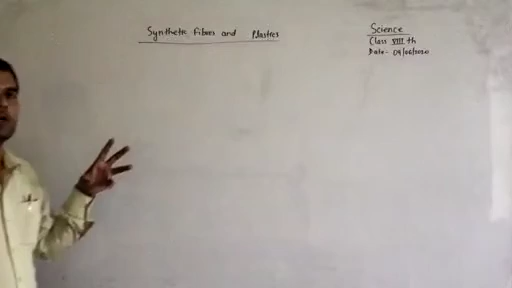 Synthetic Fibres and Plastics
Science
Class VIII th
Date- 04/06/2020